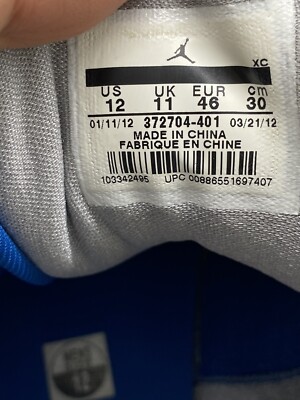 XC
US UK EUR cm
12 11 46 30
01/11/12 372704-401 03/21/12
MADE IN CHINA
FABRIQUE EN CHINE
103342495 UPC 00886551697407
12